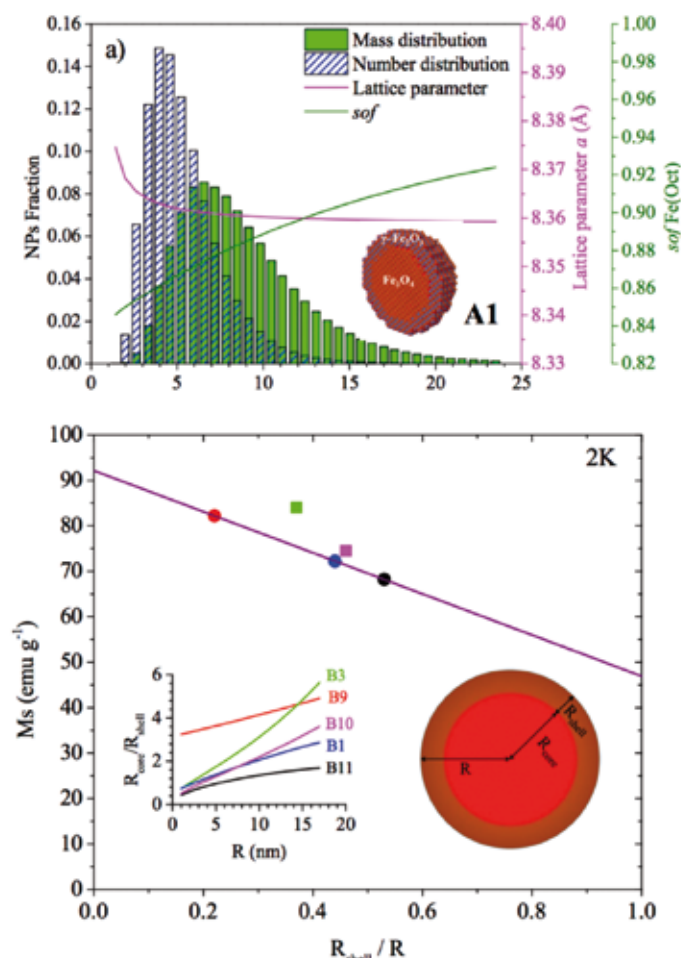 a)
Mass distribution
Number distribution
Lattice parameter
sof
NPs Fraction
0.16
0.14
0.12
0.10
0.08
0.06
0.04
0.02
0.00
0 5 10 15 20 25
8.40
8.39
8.38
8.37
8.36
8.35
8.34
8.33
Lattice parameter a (Å)
1.00
0.98
0.96
0.94
0.92
0.90
0.88
0.86
0.84
0.82
sof Fe(Oct)
γ-Fe₂O₃
Fe₃O₄
A1
100
90
80
70
60
50
40
30
20
10
0
Ms (emu g⁻¹)
2K
6
4
2
0
R_core/R_shell
B3
B9
B10
B1
B11
0 5 10 15 20
R (nm)
R_shell
R_core
R
0.0 0.2 0.4 0.6 0.8 1.0
R_shell / R